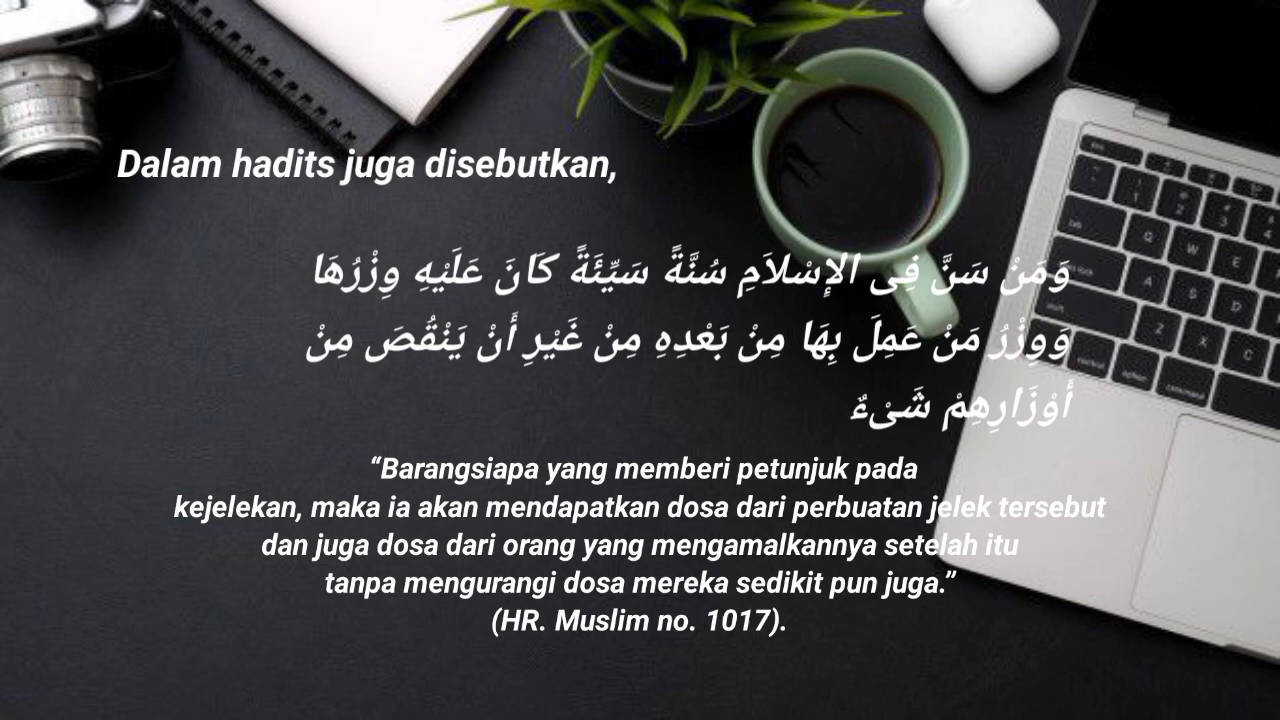 Dalam hadits juga disebutkan,
وَمَنْ سَنَّ فِى الإِسْلاَمِ سُنَّةً سَيِّئَةً كَانَ عَلَيْهِ وِزْرُهَا
وَوِزْرُ مَنْ عَمِلَ بِهَا مِنْ بَعْدِهِ مِنْ غَيْرِ أَنْ يَنْقُصَ مِنْ
أَوْزَارِهِمْ شَىْءٌ
“Barangsiapa yang memberi petunjuk pada
kejelekan, maka ia akan mendapatkan dosa dari perbuatan jelek tersebut
dan juga dosa dari orang yang mengamalkannya setelah itu
tanpa mengurangi dosa mereka sedikit pun juga.”
(HR. Muslim no. 1017).